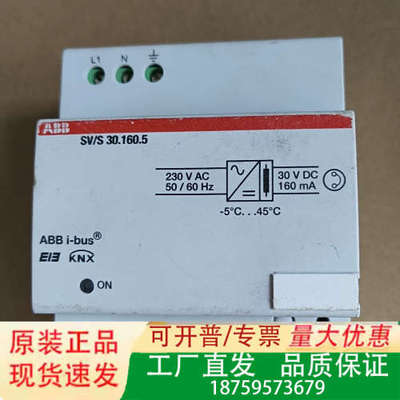 L1 N
ABB
SV/S 30.160.5
230 V AC
50 / 60 Hz
30 V DC
160 mA
-5°C...45°C
ABB i-bus®
EIB KNX
ON
原装正品
现货速发
可开普/专票
量大优惠
工厂直发 品质保证
18759573679